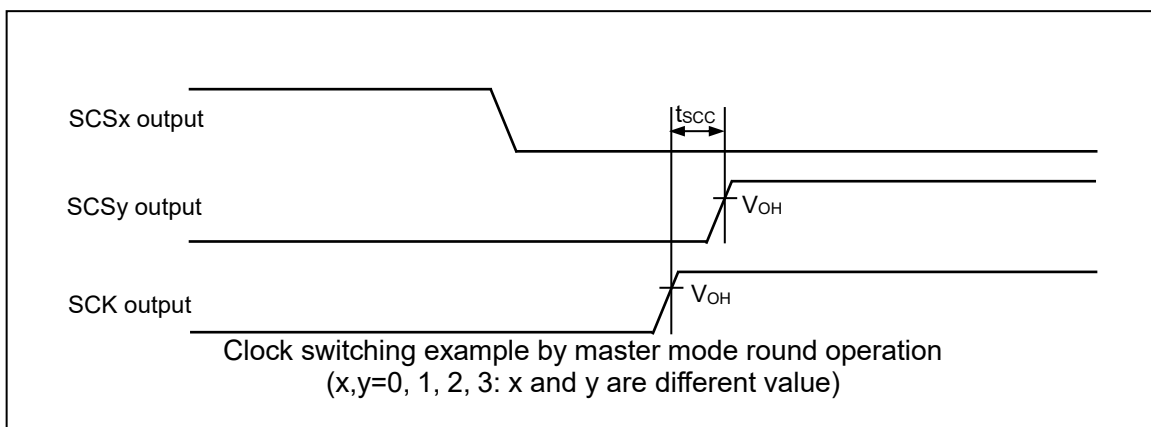 SCSx output
tSCC
SCSy output
VOH
SCK output
VOH
Clock switching example by master mode round operation
(x,y=0, 1, 2, 3: x and y are different value)